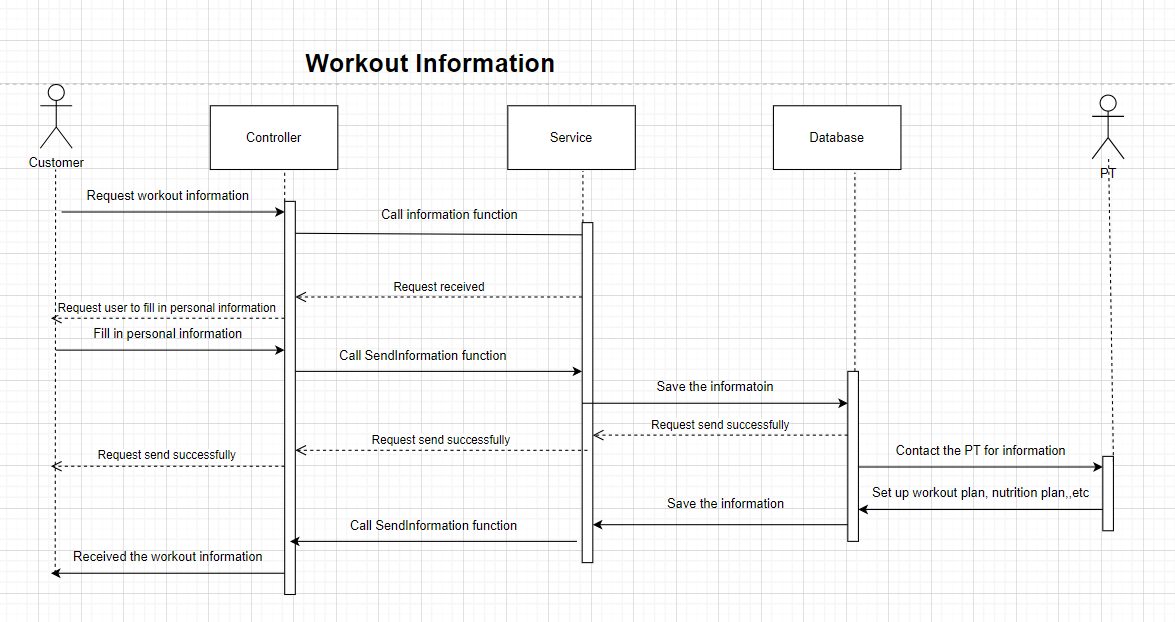 Workout Information
Customer
Controller
Service
Database
PT
Request workout information
Call information function
Request received
Request user to fill in personal information
Fill in personal information
Call SendInformation function
Save the informatoin
Request send successfully
Request send successfully
Request send successfully
Contact the PT for information
Set up workout plan, nutrition plan,,etc
Save the information
Call SendInformation function
Received the workout information